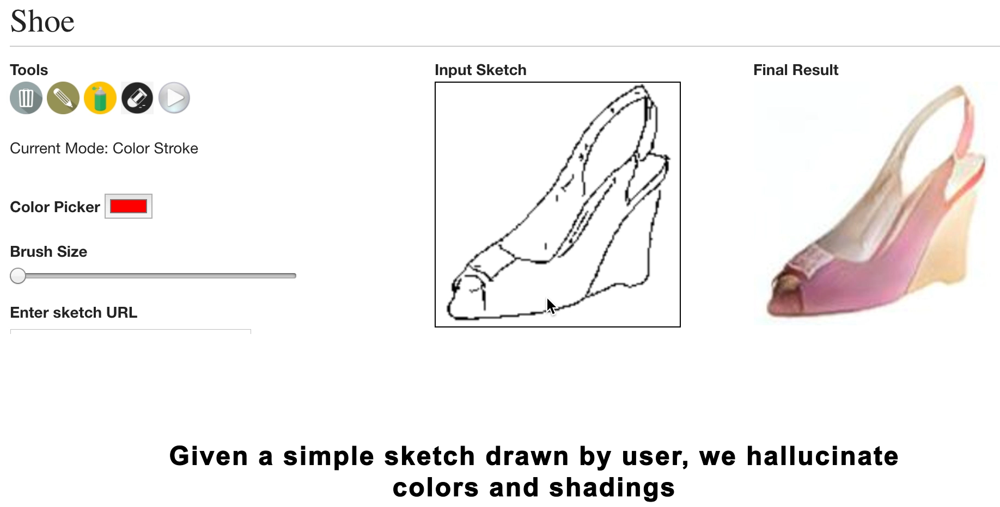 Shoe
Tools
Input Sketch
Final Result
Current Mode: Color Stroke
Color Picker
Brush Size
Enter sketch URL
Given a simple sketch drawn by user, we hallucinate
colors and shadings